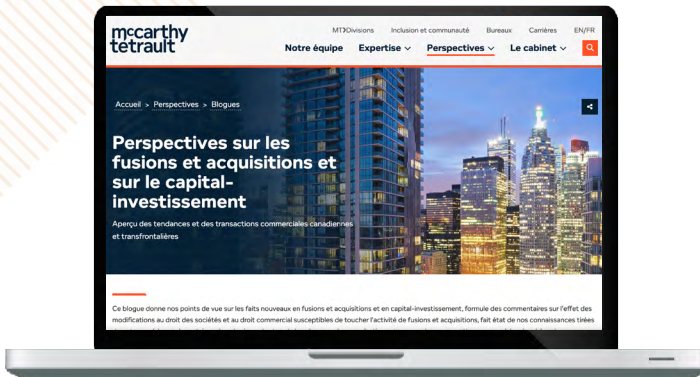 mccarthy
tetrault
MT>Divisions Inclusion et communauté Bureaux Carrières EN/FR
Notre équipe Expertise Perspectives Le cabinet
Accueil > Perspectives > Blogues
Perspectives sur les
fusions et acquisitions et
sur le capital-
investissement
Aperçu des tendances et des transactions commerciales canadiennes
et transfrontalières
Ce blogue donne nos points de vue sur les faits nouveaux en fusions et acquisitions et en capital-investissement, formule des commentaires sur l'effet des
modifications au droit des sociétés et au droit commercial susceptibles de toucher l'activité de fusions et acquisitions, fait état de nos connaissances tirées